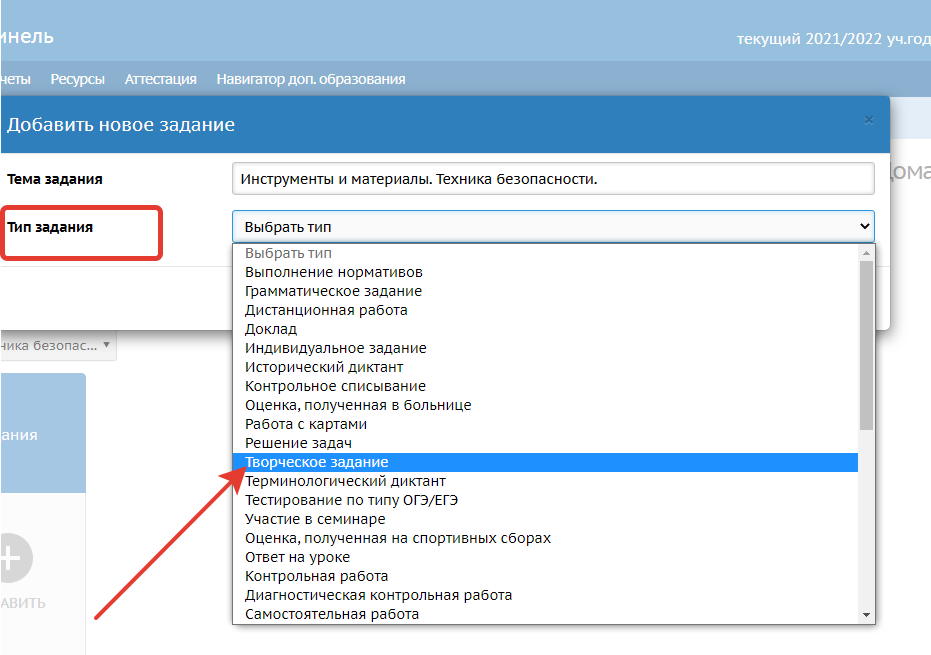 инель
текущий 2021/2022 уч.год
четы Ресурсы Аттестация Навигатор доп. образования
Добавить новое задание
×
Тема задания Инструменты и материалы. Техника безопасности.
Дома
Тип задания Выбрать тип
Выбрать тип
Выполнение нормативов
Грамматическое задание
Дистанционная работа
Доклад
ника безопас...
Индивидуальное задание
Исторический диктант
Контрольное списывание
Оценка, полученная в больнице
Работа с картами
ания
Решение задач
Творческое задание
Терминологический диктант
Тестирование по типу ОГЭ/ЕГЭ
Участие в семинаре
Оценка, полученная на спортивных сборах
Ответ на уроке
Контрольная работа
Диагностическая контрольная работа
АВИТЬ
Самостоятельная работа